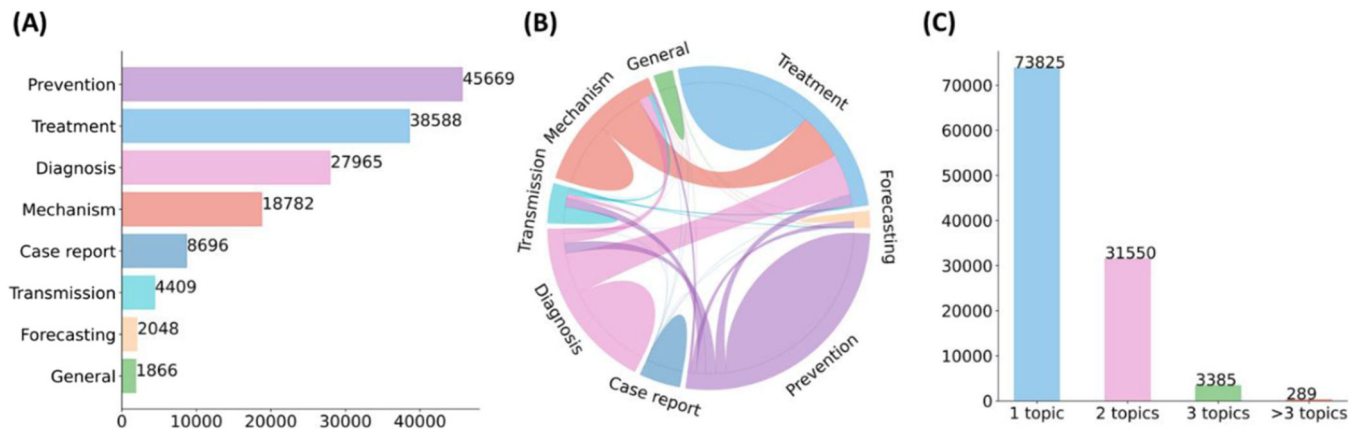 (A)
Prevention
45669
Treatment
38588
Diagnosis
27965
Mechanism
18782
Case report
8696
Transmission
4409
Forecasting
2048
General
1866
0
10000
20000
30000
40000
(B)
General
Treatment
Forecasting
Prevention
Case report
Diagnosis
Transmission
Mechanism
(C)
70000
60000
50000
40000
30000
20000
10000
0
73825
31550
3385
289
1 topic
2 topics
3 topics
>3 topics